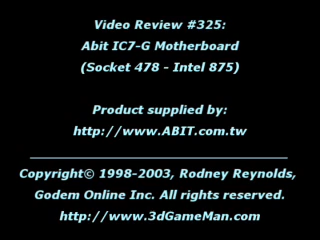 Video Review #325:
Abit IC7-G Motherboard
(Socket 478 - Intel 875)
Product supplied by:
http://www.ABIT.com.tw
Copyright© 1998-2003, Rodney Reynolds,
Godem Online Inc. All rights reserved.
http://www.3dGameMan.com